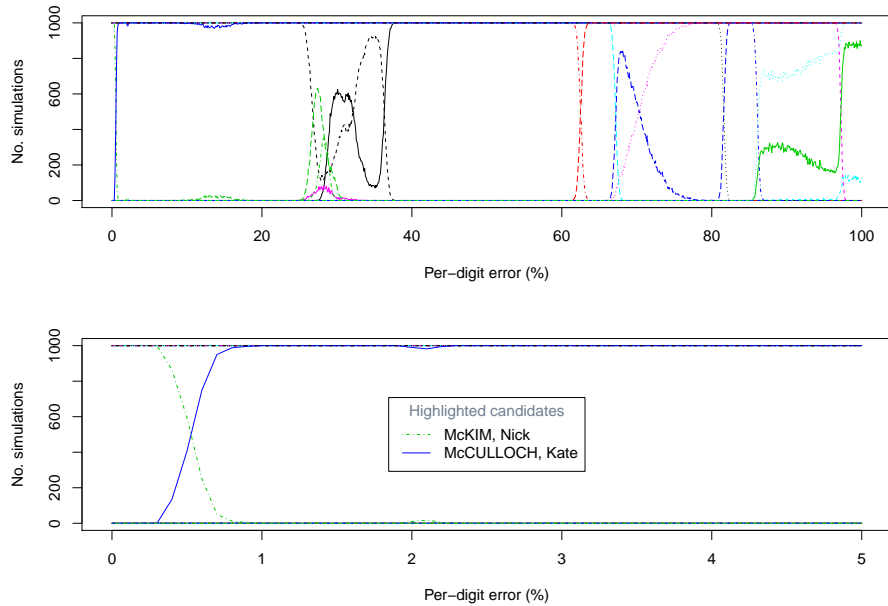 No. simulations
0 200 600 1000
0 20 40 60 80 100
Per−digit error (%)
No. simulations
0 200 600 1000
Highlighted candidates
McKIM, Nick
McCULLOCH, Kate
0 1 2 3 4 5
Per−digit error (%)